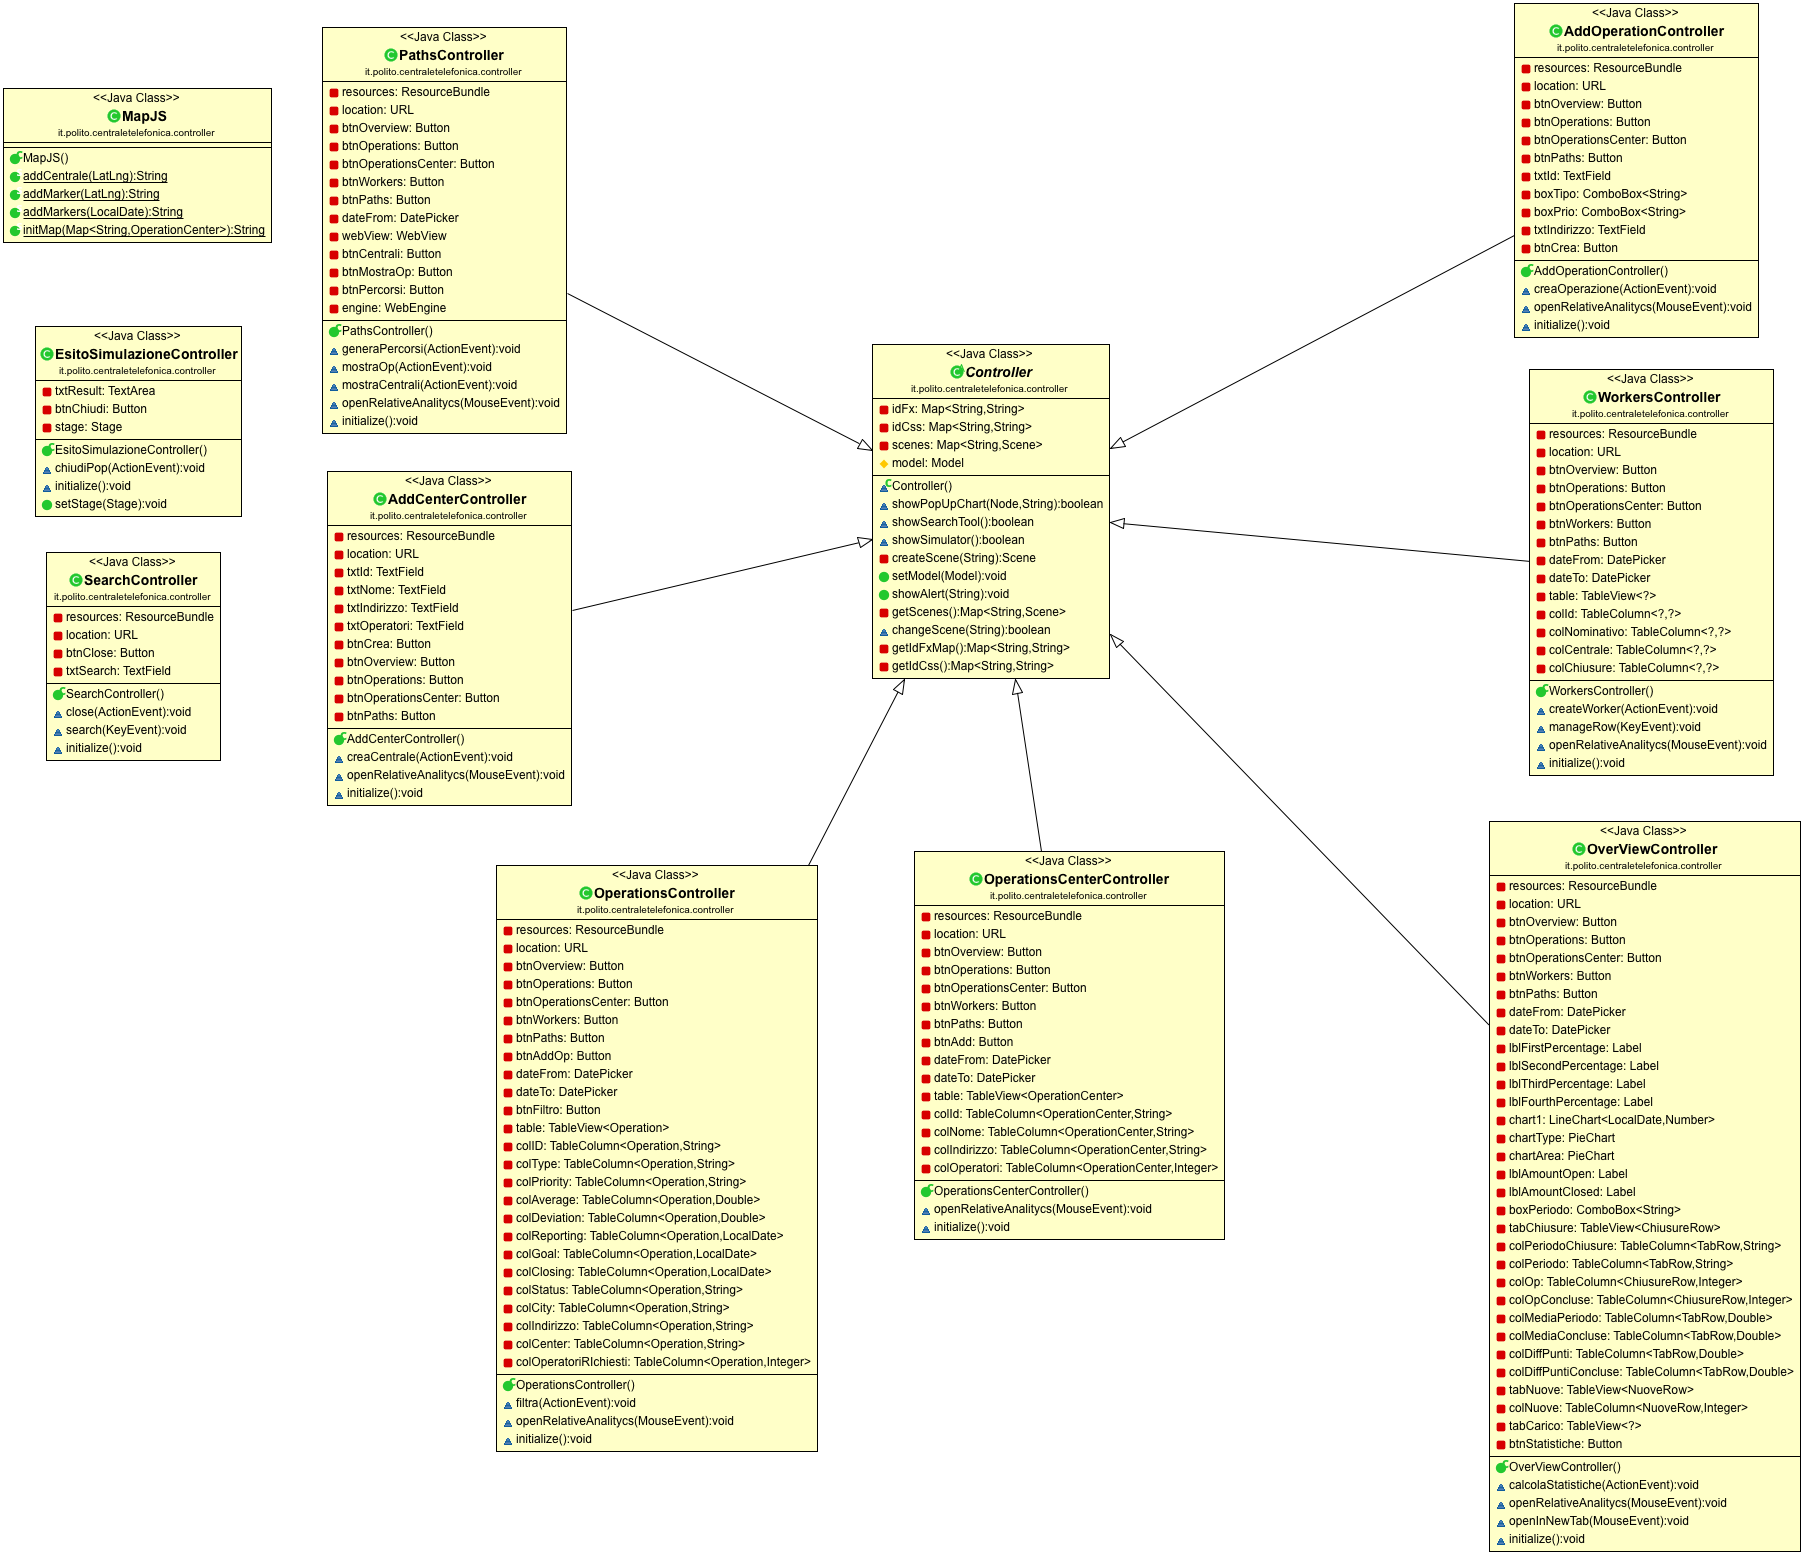 <<Java Class>>
MapJS
it.polito.centraletelefonica.controller
MapJS()
addCentrale(LatLng):String
addMarker(LatLng):String
addMarkers(LocalDate):String
initMap(Map<String,OperationCenter>):String
<<Java Class>>
EsitoSimulazioneController
it.polito.centraletelefonica.controller
txtResult: TextArea
btnChiudi: Button
stage: Stage
EsitoSimulazioneController()
chiudiPop(ActionEvent):void
initialize():void
setStage(Stage):void
<<Java Class>>
SearchController
it.polito.centraletelefonica.controller
resources: ResourceBundle
location: URL
btnClose: Button
txtSearch: TextField
SearchController()
close(ActionEvent):void
search(KeyEvent):void
initialize():void
<<Java Class>>
PathsController
it.polito.centraletelefonica.controller
resources: ResourceBundle
location: URL
btnOverview: Button
btnOperations: Button
btnOperationsCenter: Button
btnWorkers: Button
btnPaths: Button
dateFrom: DatePicker
webView: WebView
btnCentrali: Button
btnMostraOp: Button
btnPercorsi: Button
engine: WebEngine
PathsController()
generaPercorsi(ActionEvent):void
mostraOp(ActionEvent):void
mostraCentrali(ActionEvent):void
openRelativeAnalitycs(MouseEvent):void
initialize():void
<<Java Class>>
AddCenterController
it.polito.centraletelefonica.controller
resources: ResourceBundle
location: URL
txtId: TextField
txtNome: TextField
txtIndirizzo: TextField
txtOperatori: TextField
btnCrea: Button
btnOverview: Button
btnOperations: Button
btnOperationsCenter: Button
btnPaths: Button
AddCenterController()
creaCentrale(ActionEvent):void
openRelativeAnalitycs(MouseEvent):void
initialize():void
<<Java Class>>
Controller
it.polito.centraletelefonica.controller
idFx: Map<String,String>
idCss: Map<String,String>
scenes: Map<String,Scene>
model: Model
Controller()
showPopUpChart(Node,String):boolean
showSearchTool():boolean
showSimulator():boolean
createScene(String):Scene
setModel(Model):void
showAlert(String):void
getScenes():Map<String,Scene>
changeScene(String):boolean
getIdFxMap():Map<String,String>
getIdCss():Map<String,String>
<<Java Class>>
AddOperationController
it.polito.centraletelefonica.controller
resources: ResourceBundle
location: URL
btnOverview: Button
btnOperations: Button
btnOperationsCenter: Button
btnPaths: Button
txtId: TextField
boxTipo: ComboBox<String>
boxPrio: ComboBox<String>
txtIndirizzo: TextField
btnCrea: Button
AddOperationController()
creaOperazione(ActionEvent):void
openRelativeAnalitycs(MouseEvent):void
initialize():void
<<Java Class>>
WorkersController
it.polito.centraletelefonica.controller
resources: ResourceBundle
location: URL
btnOverview: Button
btnOperations: Button
btnOperationsCenter: Button
btnWorkers: Button
btnPaths: Button
dateFrom: DatePicker
dateTo: DatePicker
table: TableView<?>
colId: TableColumn<?,?>
colNominativo: TableColumn<?,?>
colCentrale: TableColumn<?,?>
colChiusure: TableColumn<?,?>
WorkersController()
createWorker(ActionEvent):void
manageRow(KeyEvent):void
openRelativeAnalitycs(MouseEvent):void
initialize():void
<<Java Class>>
OperationsController
it.polito.centraletelefonica.controller
resources: ResourceBundle
location: URL
btnOverview: Button
btnOperations: Button
btnOperationsCenter: Button
btnWorkers: Button
btnPaths: Button
btnAddOp: Button
dateFrom: DatePicker
dateTo: DatePicker
btnFiltro: Button
table: TableView<Operation>
colID: TableColumn<Operation,String>
colType: TableColumn<Operation,String>
colPriority: TableColumn<Operation,String>
colAverage: TableColumn<Operation,Double>
colDeviation: TableColumn<Operation,Double>
colReporting: TableColumn<Operation,LocalDate>
colGoal: TableColumn<Operation,LocalDate>
colClosing: TableColumn<Operation,LocalDate>
colStatus: TableColumn<Operation,String>
colCity: TableColumn<Operation,String>
colIndirizzo: TableColumn<Operation,String>
colCenter: TableColumn<Operation,String>
colOperatoriRIchiesti: TableColumn<Operation,Integer>
OperationsController()
filtra(ActionEvent):void
openRelativeAnalitycs(MouseEvent):void
initialize():void
<<Java Class>>
OperationsCenterController
it.polito.centraletelefonica.controller
resources: ResourceBundle
location: URL
btnOverview: Button
btnOperations: Button
btnOperationsCenter: Button
btnWorkers: Button
btnPaths: Button
btnAdd: Button
dateFrom: DatePicker
dateTo: DatePicker
table: TableView<OperationCenter>
colId: TableColumn<OperationCenter,String>
colNome: TableColumn<OperationCenter,String>
colIndirizzo: TableColumn<OperationCenter,String>
colOperatori: TableColumn<OperationCenter,Integer>
OperationsCenterController()
openRelativeAnalitycs(MouseEvent):void
initialize():void
<<Java Class>>
OverViewController
it.polito.centraletelefonica.controller
resources: ResourceBundle
location: URL
btnOverview: Button
btnOperations: Button
btnOperationsCenter: Button
btnWorkers: Button
btnPaths: Button
dateFrom: DatePicker
dateTo: DatePicker
lblFirstPercentage: Label
lblSecondPercentage: Label
lblThirdPercentage: Label
lblFourthPercentage: Label
chart1: LineChart<LocalDate,Number>
chartType: PieChart
chartArea: PieChart
lblAmountOpen: Label
lblAmountClosed: Label
boxPeriodo: ComboBox<String>
tabChiusure: TableView<ChiusureRow>
colPeriodoChiusure: TableColumn<TabRow,String>
colPeriodo: TableColumn<TabRow,String>
colOp: TableColumn<ChiusureRow,Integer>
colOpConcluse: TableColumn<ChiusureRow,Integer>
colMediaPeriodo: TableColumn<TabRow,Double>
colMediaConcluse: TableColumn<TabRow,Double>
colDiffPunti: TableColumn<TabRow,Double>
colDiffPuntiConcluse: TableColumn<TabRow,Double>
tabNuove: TableView<NuoveRow>
colNuove: TableColumn<NuoveRow,Integer>
tabCarico: TableView<?>
btnStatistiche: Button
OverViewController()
calcolaStatistiche(ActionEvent):void
openRelativeAnalitycs(MouseEvent):void
openInNewTab(MouseEvent):void
initialize():void